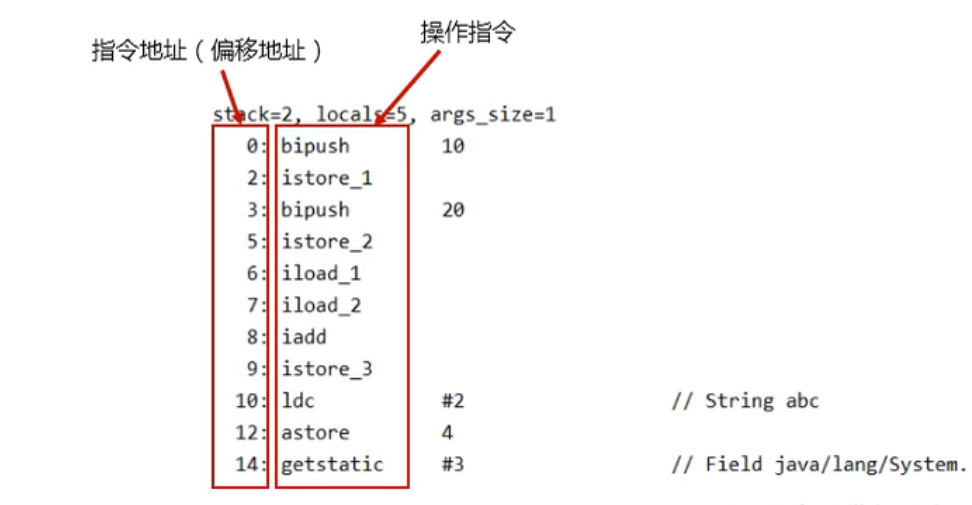 操作指令
指令地址（偏移地址）
stack=2, locals=5, args_size=1
0: bipush 10
2: istore_1
3: bipush 20
5: istore_2
6: iload_1
7: iload_2
8: iadd
9: istore_3
10: ldc #2 // String abc
12: astore 4
14: getstatic #3 // Field java/lang/System.